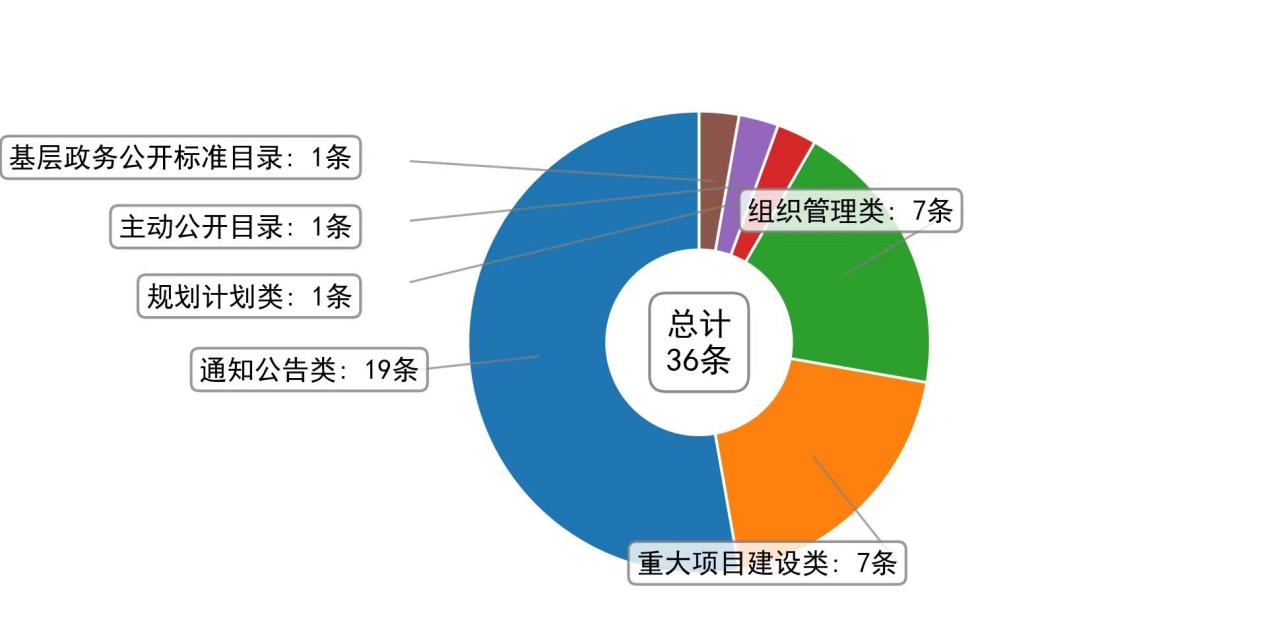 基层政务公开标准目录: 1条
主动公开目录: 1条
组织管理类: 7条
规划计划类: 1条
总计
36条
通知公告类: 19条
重大项目建设类: 7条